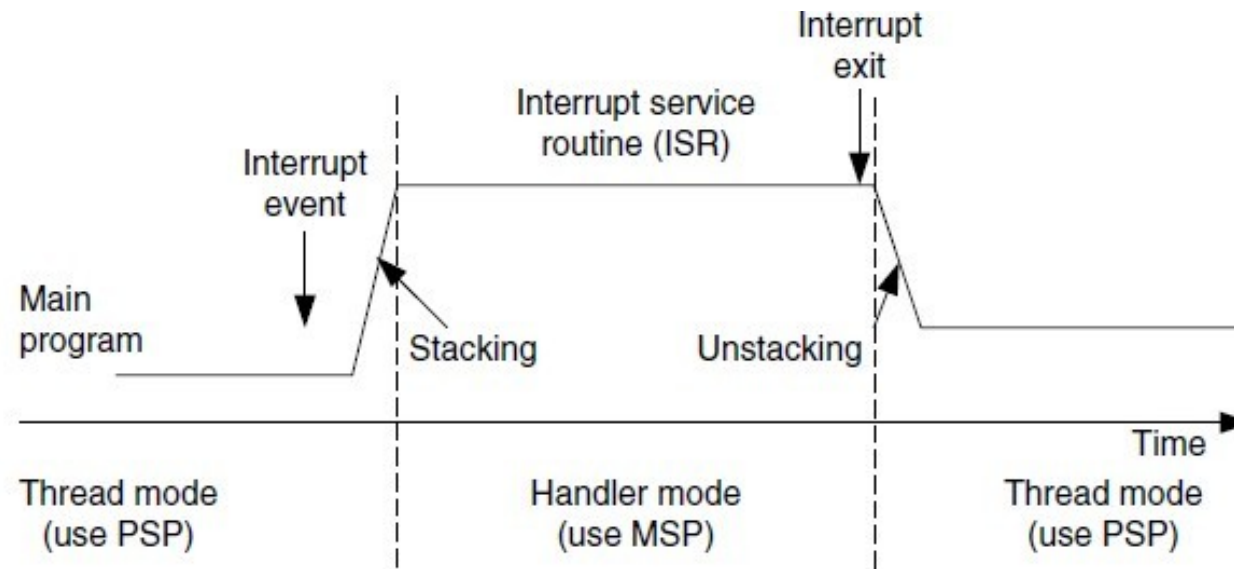 Interrupt
exit
Interrupt service
routine (ISR)
Interrupt
event
Main
program
Stacking
Unstacking
Time
Thread mode
(use PSP)
Handler mode
(use MSP)
Thread mode
(use PSP)